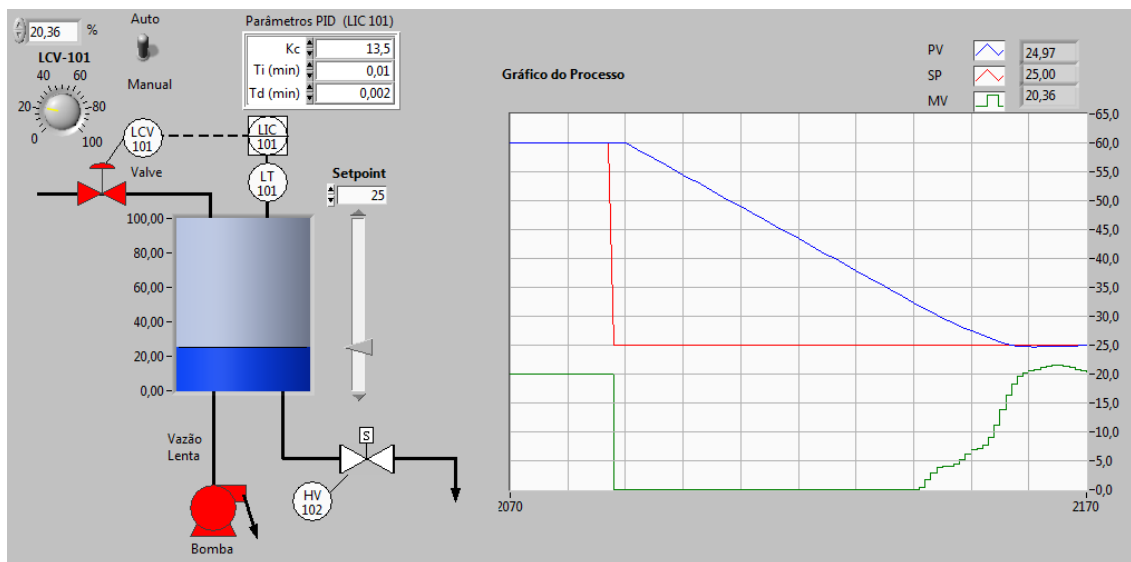 20,36 %
Auto
Manual
LCV-101
0 20 40 60 80 100
Parâmetros PID (LIC 101)
Kc 13,5
Ti (min) 0,01
Td (min) 0,002
LCV
101
LIC
101
Valve
LT
101
Setpoint
25
100,00
80,00
60,00
40,00
20,00
0,00
Vazão
Lenta
S
HV
102
Bomba
Gráfico do Processo
PV 24,97
SP 25,00
MV 20,36
65,0
60,0
55,0
50,0
45,0
40,0
35,0
30,0
25,0
20,0
15,0
10,0
5,0
0,0
2070 2170